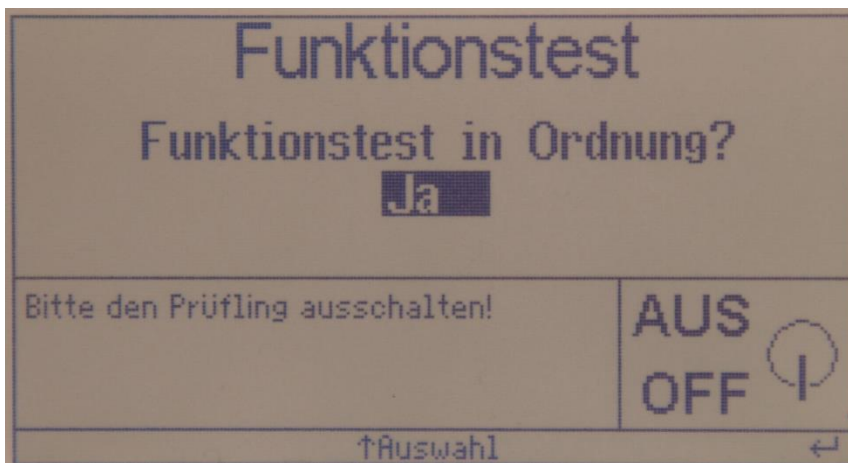 Funktionstest
Funktionstest in Ordnung?
Ja
Bitte den Prüfling ausschalten!
AUS
OFF
↑Auswahl ↵